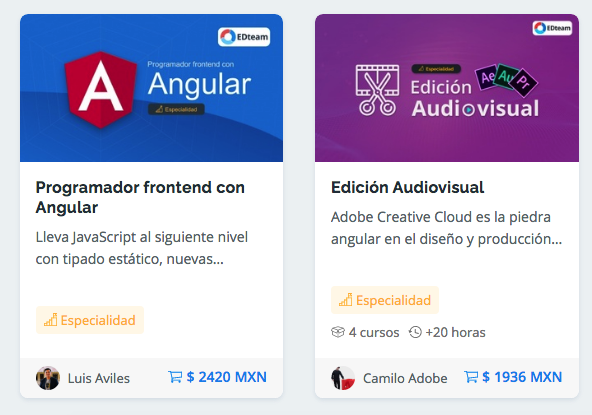 EDteam
Programador frontend con
Angular
Especialidad
Programador frontend con
Angular
Lleva JavaScript al siguiente nivel
con tipado estático, nuevas...
Especialidad
Luis Aviles
$ 2420 MXN
EDteam
Especialidad
Edición
Audiovisual
Ae
Au
Pr
Edición Audiovisual
Adobe Creative Cloud es la piedra
angular en el diseño y producción...
Especialidad
4 cursos +20 horas
Camilo Adobe
$ 1936 MXN